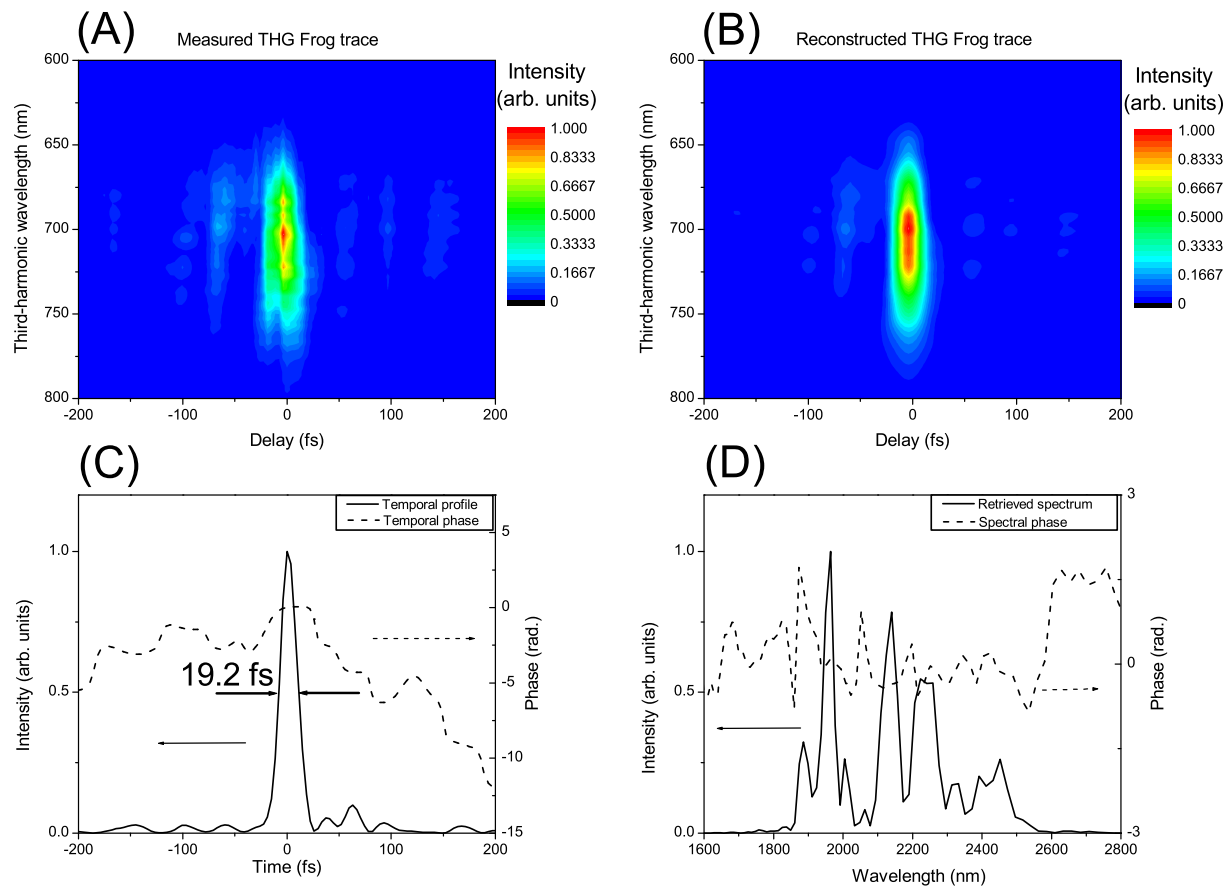 (A)
Measured THG Frog trace
600
650
700
750
800
Third-harmonic wavelength (nm)
-200
-100
0
100
200
Delay (fs)
Intensity
(arb. units)
1.000
0.8333
0.6667
0.5000
0.3333
0.1667
0
(B)
Reconstructed THG Frog trace
600
650
700
750
800
Third-harmonic wavelength (nm)
-200
-100
0
100
200
Delay (fs)
Intensity
(arb. units)
1.000
0.8333
0.6667
0.5000
0.3333
0.1667
0
(C)
Temporal profile
Temporal phase
1.0
0.5
0.0
Intensity (arb. units)
19.2 fs
5
0
-5
-10
-15
Phase (rad.)
-200
-100
0
100
200
Time (fs)
(D)
Retrieved spectrum
Spectral phase
1.0
0.5
0.0
Intensity (arb. units)
3
0
-3
Phase (rad.)
1600
1800
2000
2200
2400
2600
2800
Wavelength (nm)